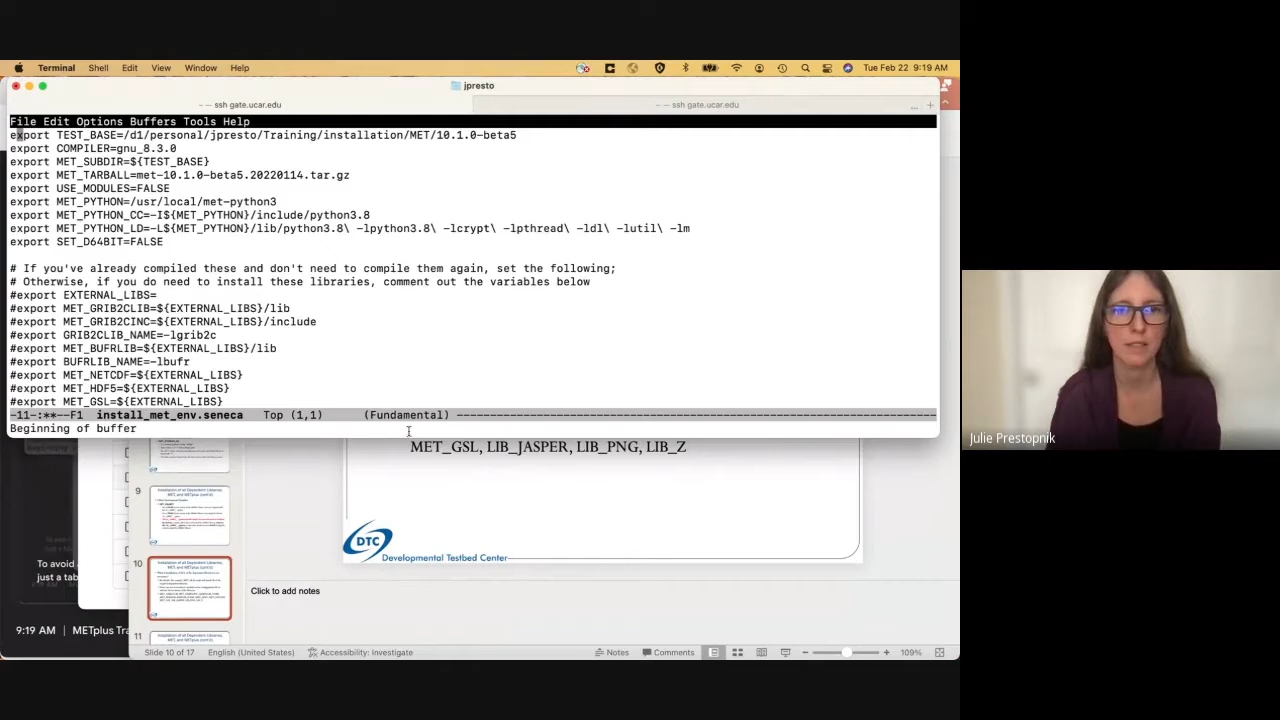 Terminal Shell Edit View Window Help
Tue Feb 22 9:19 AM
jpresto
— — ssh gate.ucar.edu
— — ssh gate.ucar.edu
File Edit Options Buffers Tools Help
export TEST_BASE=/d1/personal/jpresto/Training/installation/MET/10.1.0-beta5
export COMPILER=gnu_8.3.0
export MET_SUBDIR=${TEST_BASE}
export MET_TARBALL=met-10.1.0-beta5.20220114.tar.gz
export USE_MODULES=FALSE
export MET_PYTHON=/usr/local/met-python3
export MET_PYTHON_CC=-I${MET_PYTHON}/include/python3.8
export MET_PYTHON_LD=-L${MET_PYTHON}/lib/python3.8\ -lpython3.8\ -lcrypt\ -lpthread\ -ldl\ -lutil\ -lm
export SET_D64BIT=FALSE
# If you've already compiled these and don't need to compile them again, set the following;
# Otherwise, if you do need to install these libraries, comment out the variables below
#export EXTERNAL_LIBS=
#export MET_GRIB2CLIB=${EXTERNAL_LIBS}/lib
#export MET_GRIB2CINC=${EXTERNAL_LIBS}/include
#export GRIB2CLIB_NAME=-lgrib2c
#export MET_BUFRLIB=${EXTERNAL_LIBS}/lib
#export BUFRLIB_NAME=-lbufr
#export MET_NETCDF=${EXTERNAL_LIBS}
#export MET_HDF5=${EXTERNAL_LIBS}
#export MET_GSL=${EXTERNAL_LIBS}
-11-:**--F1 install_met_env.seneca Top (1,1) (Fundamental)
Beginning of buffer
MET_GSL, LIB_JASPER, LIB_PNG, LIB_Z
DTC
Developmental Testbed Center
9
10
11
To avoid
just a tab
Click to add notes
9:19 AM | METplus Tra
Slide 10 of 17 English (United States) Accessibility: Investigate Notes Comments 109%
Julie Prestopnik